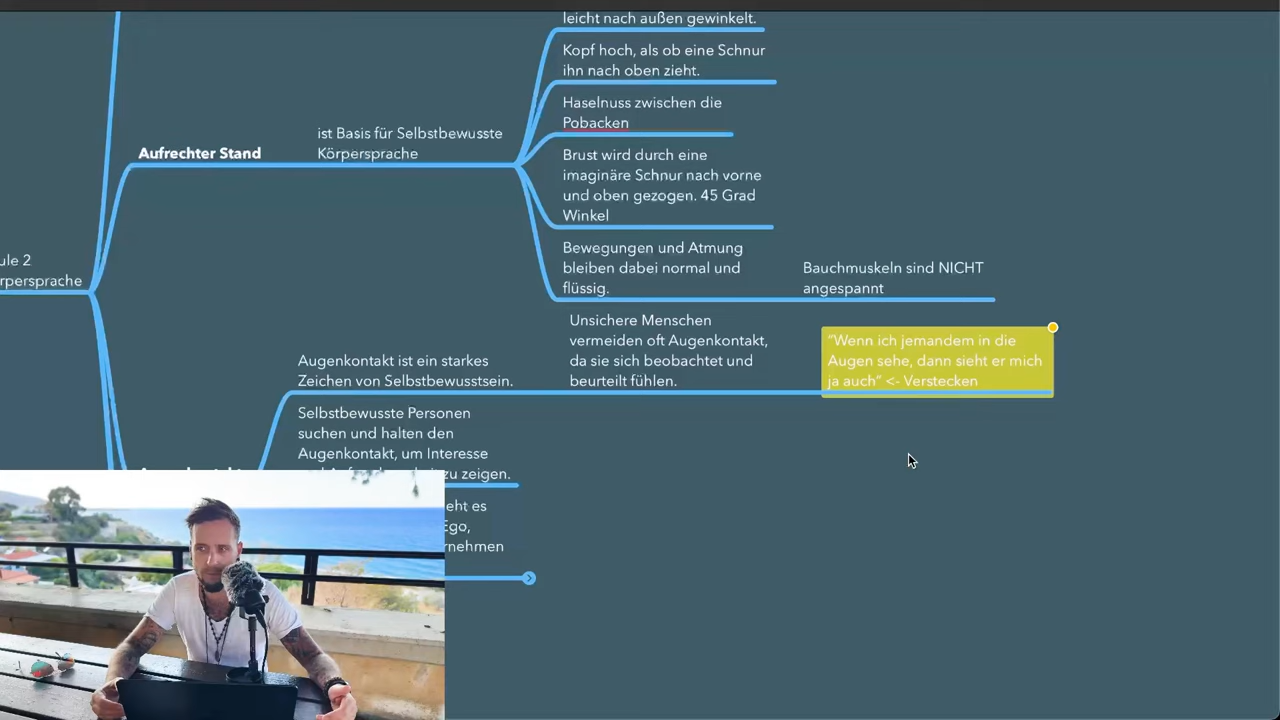 leicht nach außen gewinkelt.
Kopf hoch, als ob eine Schnur
ihn nach oben zieht.
Haselnuss zwischen die
Pobacken
ist Basis für Selbstbewusste
Körpersprache
Aufrechter Stand
Brust wird durch eine
imaginäre Schnur nach vorne
und oben gezogen. 45 Grad
Winkel
ule 2
rpersprache
Bewegungen und Atmung
bleiben dabei normal und
flüssig.
Bauchmuskeln sind NICHT
angespannt
Augenkontakt ist ein starkes
Zeichen von Selbstbewusstsein.
Unsichere Menschen
vermeiden oft Augenkontakt,
da sie sich beobachtet und
beurteilt fühlen.
"Wenn ich jemandem in die
Augen sehe, dann sieht er mich
ja auch" <- Verstecken
Selbstbewusste Personen
suchen und halten den
Augenkontakt, um Interesse
zu zeigen.
eht es
Ego,
rnehmen